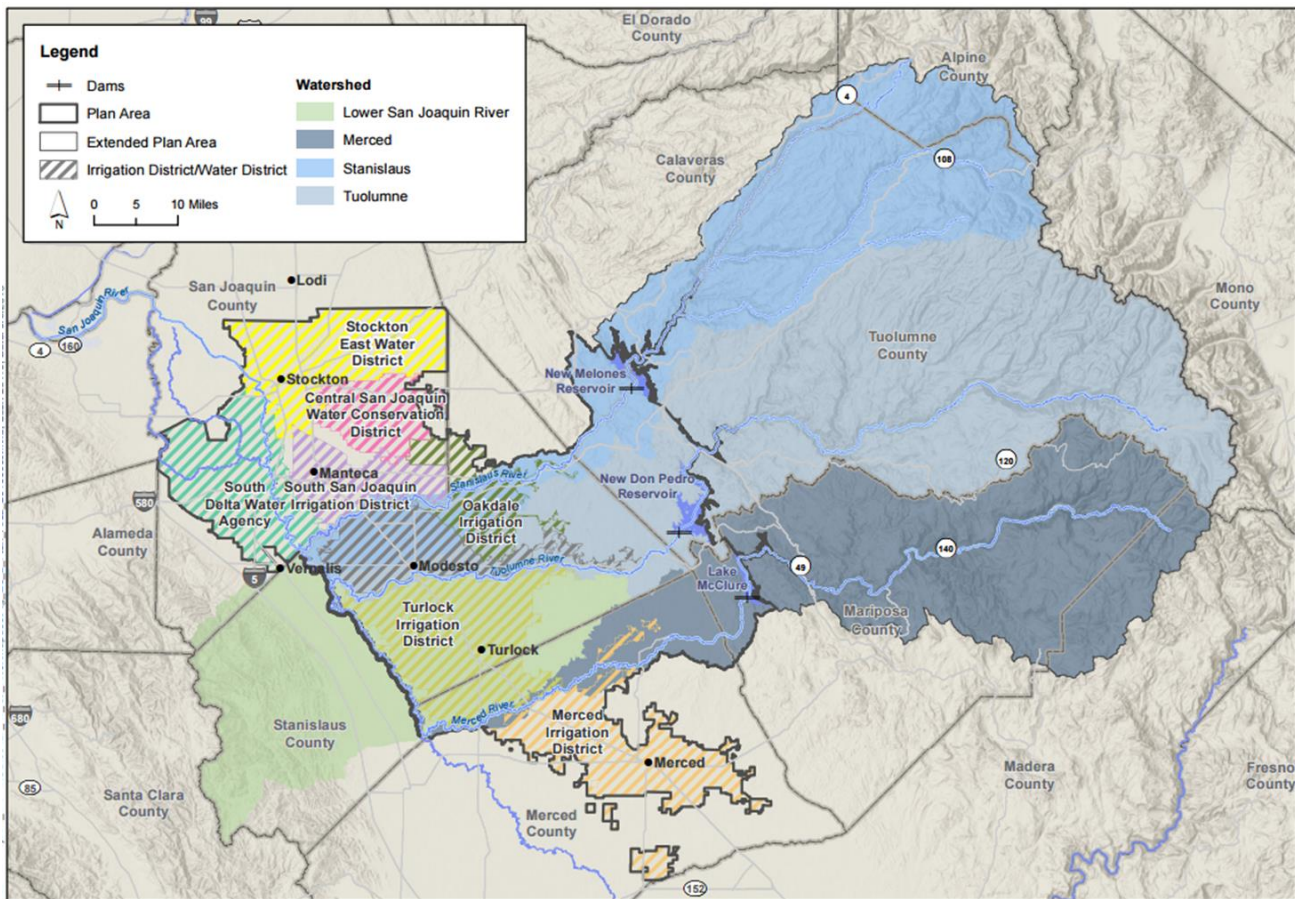 99
5
El Dorado
County
Alpine
County
Legend
Dams
Plan Area
Extended Plan Area
Irrigation District/Water District
N
0 5 10 Miles
Watershed
Lower San Joaquin River
Merced
Stanislaus
Tuolumne
4
108
Calaveras
County
San Joaquin
County
Lodi
San Joaquin
River
4
160
Mono
County
Tuolumne
County
Stockton
East Water
District
Stockton
New Melones
Reservoir
Central San Joaquin
Water Conservation
District
Manteca
Stanislaus River
120
South San Joaquin
Irrigation District
South
Delta Water
Agency
New Don Pedro
Reservoir
580
Oakdale
Irrigation
District
Alameda
County
140
Vernalis
5
Modesto
Tuolumne River
49
Lake
McClure
Turlock
Irrigation
District
Mariposa
County
Turlock
680
Merced River
Stanislaus
County
Merced
Irrigation
District
Merced
Madera
County
Fresno
County
85
Santa Clara
County
Merced
County
152